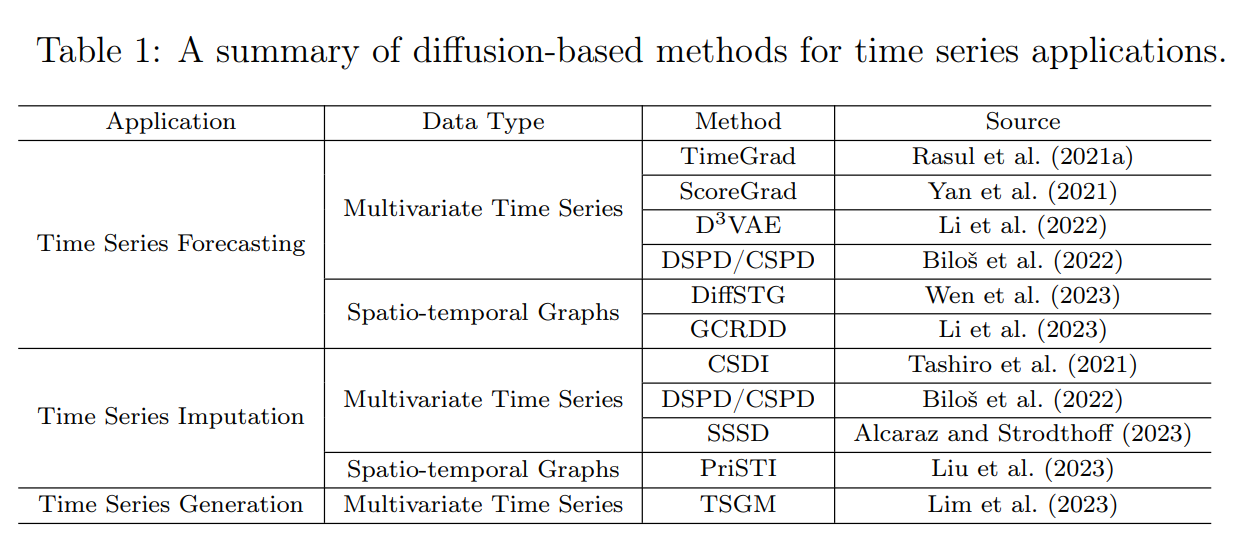 Table 1: A summary of diffusion-based methods for time series applications.
Application Data Type Method Source
Time Series Forecasting Multivariate Time Series TimeGrad Rasul et al. (2021a)
ScoreGrad Yan et al. (2021)
D³VAE Li et al. (2022)
DSPD/CSPD Biloš et al. (2022)
Spatio-temporal Graphs DiffSTG Wen et al. (2023)
GCRDD Li et al. (2023)
Time Series Imputation Multivariate Time Series CSDI Tashiro et al. (2021)
DSPD/CSPD Biloš et al. (2022)
SSSD Alcaraz and Strodthoff (2023)
Spatio-temporal Graphs PriSTI Liu et al. (2023)
Time Series Generation Multivariate Time Series TSGM Lim et al. (2023)